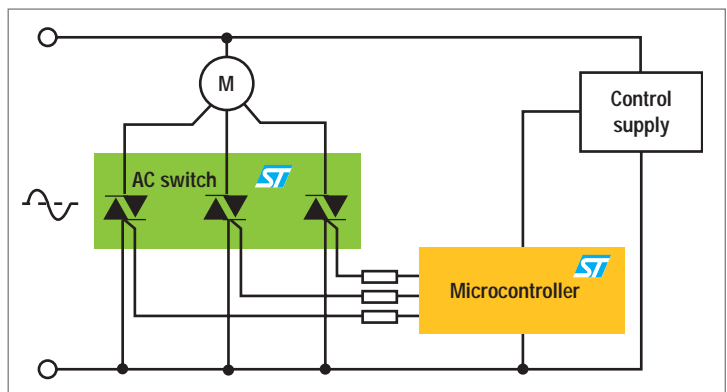 M
Control
supply
AC switch
ST
ST
Microcontroller